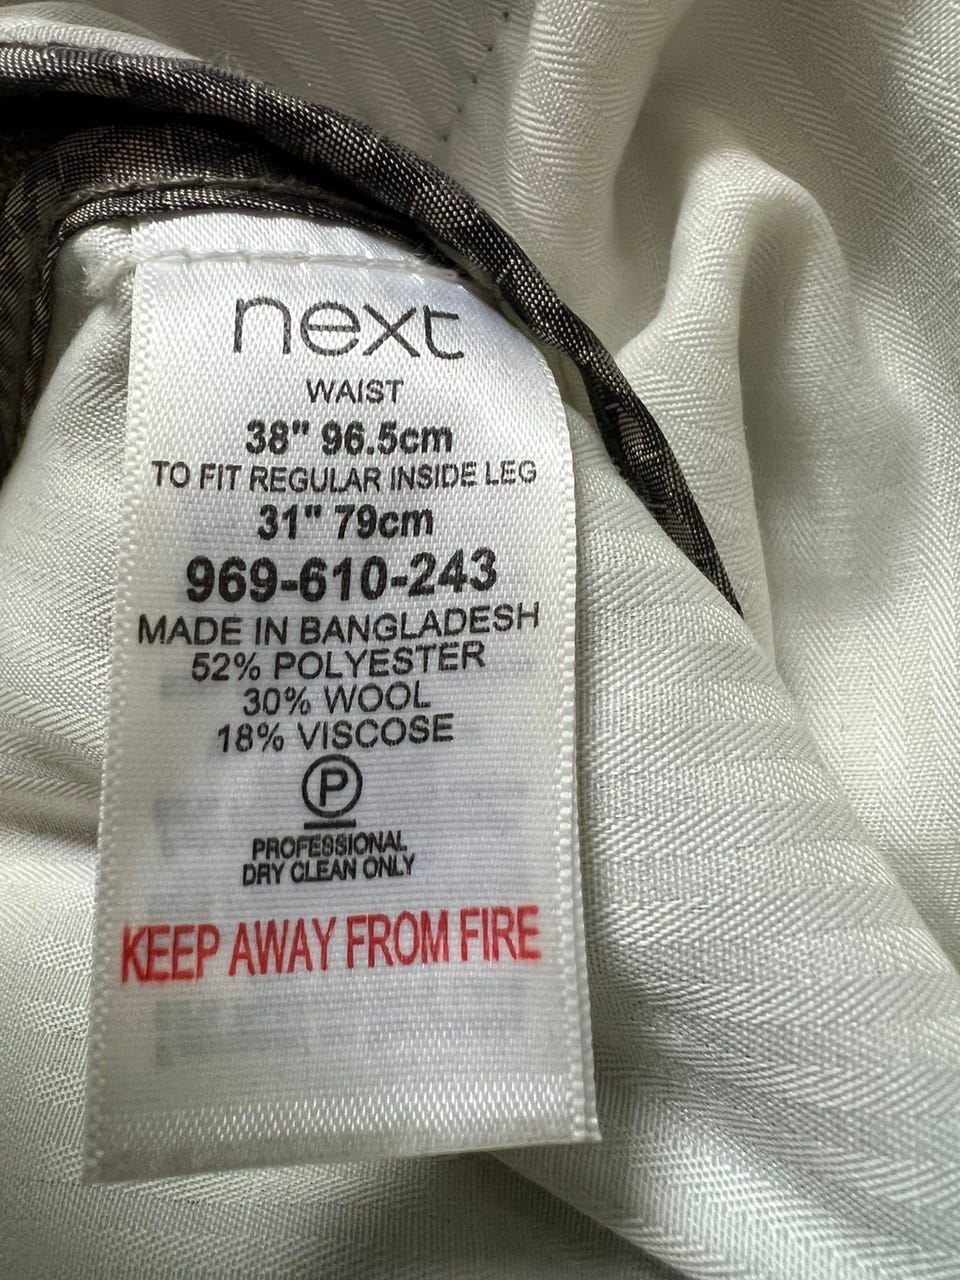 next
WAIST
38" 96.5cm
TO FIT REGULAR INSIDE LEG
31" 79cm
969-610-243
MADE IN BANGLADESH
52% POLYESTER
30% WOOL
18% VISCOSE
P
PROFESSIONAL
DRY CLEAN ONLY
KEEP AWAY FROM FIRE